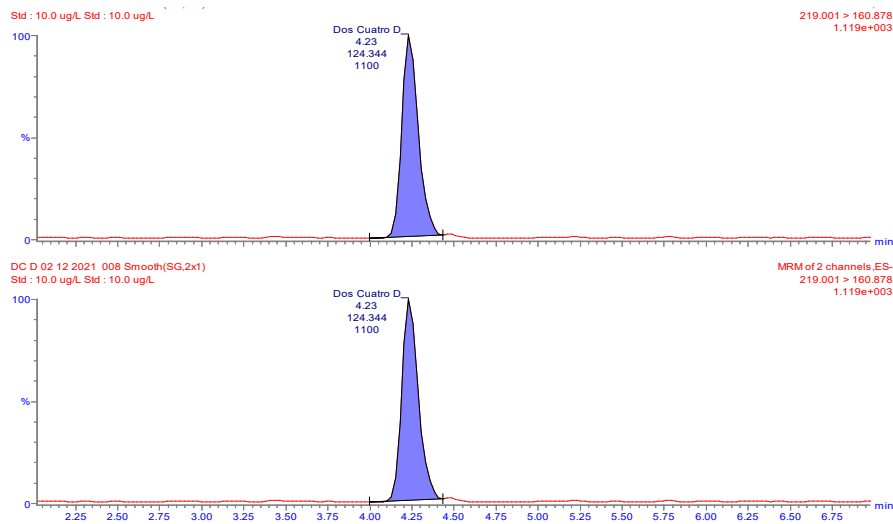 Std : 10.0 ug/L Std : 10.0 ug/L
219.001 > 160.878
1.119e+003
Dos Cuatro D
4.23
124.344
1100
100
%
0
min
DC D 02 12 2021 008 Smooth(SG,2x1)
MRM of 2 channels,ES-
Std : 10.0 ug/L Std : 10.0 ug/L
219.001 > 160.878
1.119e+003
Dos Cuatro D
4.23
124.344
1100
100
%
0
min
2.25 2.50 2.75 3.00 3.25 3.50 3.75 4.00 4.25 4.50 4.75 5.00 5.25 5.50 5.75 6.00 6.25 6.50 6.75